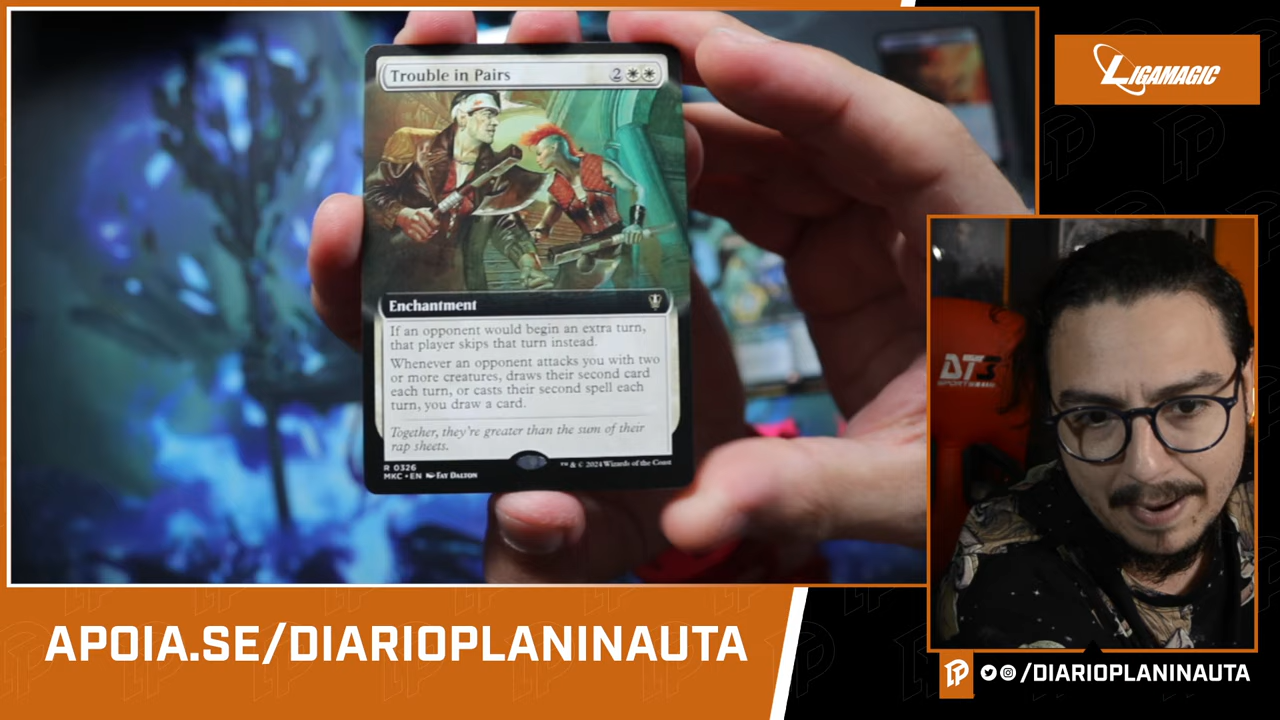 Trouble in Pairs 2
Enchantment
If an opponent would begin an extra turn,
that player skips that turn instead.
Whenever an opponent attacks you with two
or more creatures, draws their second card
each turn, or casts their second spell each
turn, you draw a card.
Together, they're greater than the sum of their
rap sheets.
R 0326
MKC • EN Fay Dalton
™ & © 2024 Wizards of the Coast
LIGAMAGIC
DT3
SPORTS
APOIA.SE/DIARIOPLANINAUTA
/DIARIOPLANINAUTA